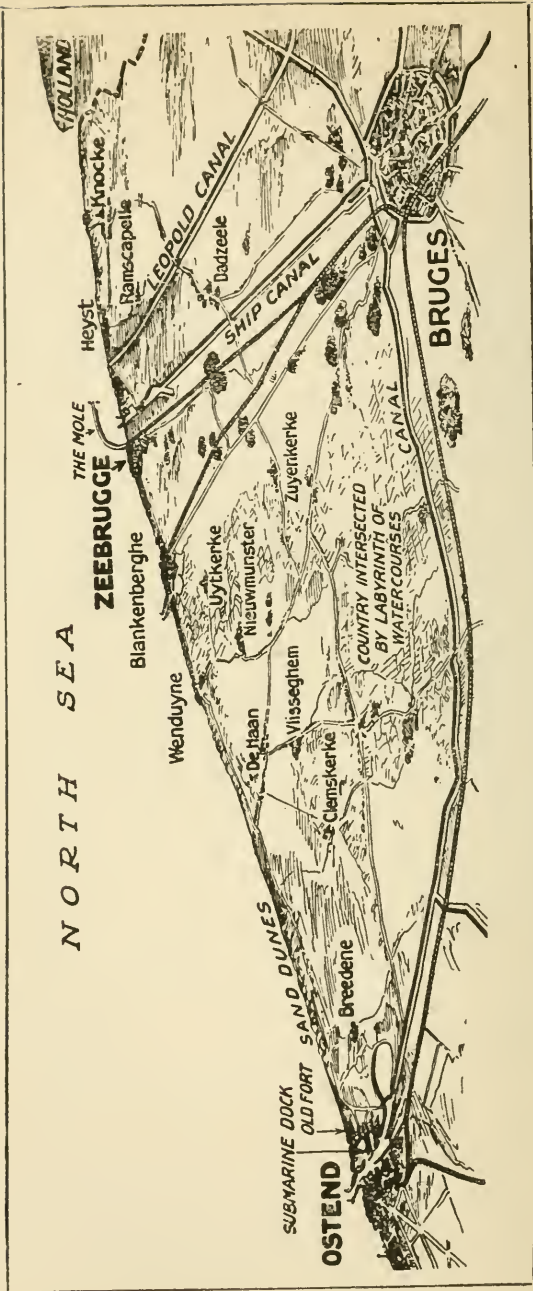 NORTH SEA
HOLLAND
Knocke
Heyst
Ramscapelle
LEOPOLD CANAL
THE MOLE
ZEEBRUGGE
Dadzeele
SHIP CANAL
Blankenberghe
Uytkerke
Nieuwmunster
Zuyenkerke
BRUGES
CANAL
Wenduyne
De Haan
Vlisseghem
COUNTRY INTERSECTED
BY LABYRINTH OF
WATERCOURSES
Clemskerke
SAND DUNES
Breedene
SUBMARINE DOCK
OLD FORT
OSTEND